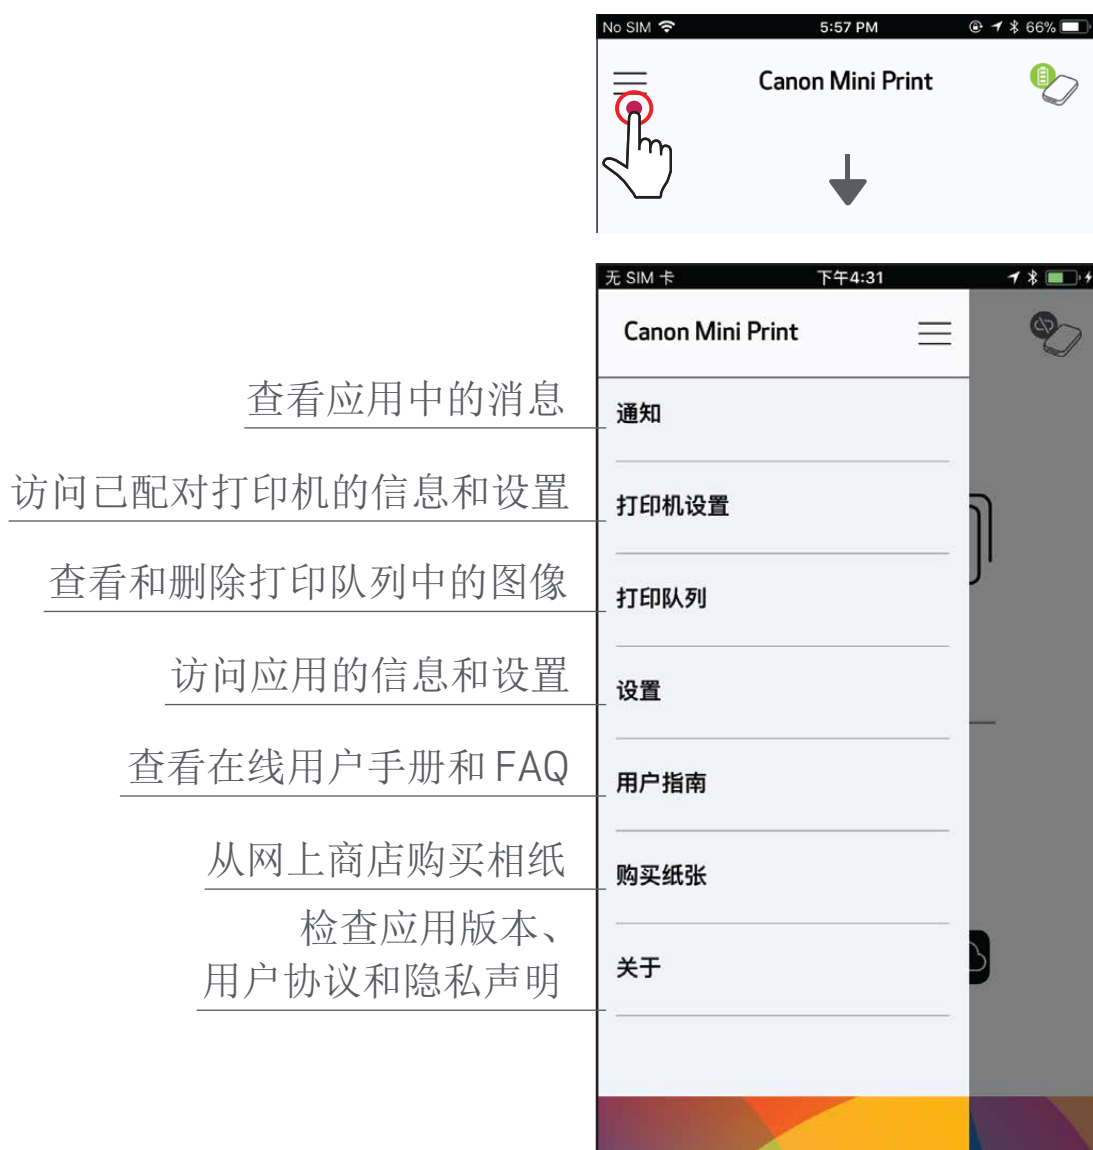 No SIM 5:57 PM 66%
Canon Mini Print
无 SIM 卡 下午4:31
Canon Mini Print
查看应用中的消息
通知
访问已配对打印机的信息和设置
打印机设置
查看和删除打印队列中的图像
打印队列
访问应用的信息和设置
设置
查看在线用户手册和 FAQ
用户指南
从网上商店购买相纸
购买纸张
检查应用版本、
用户协议和隐私声明
关于